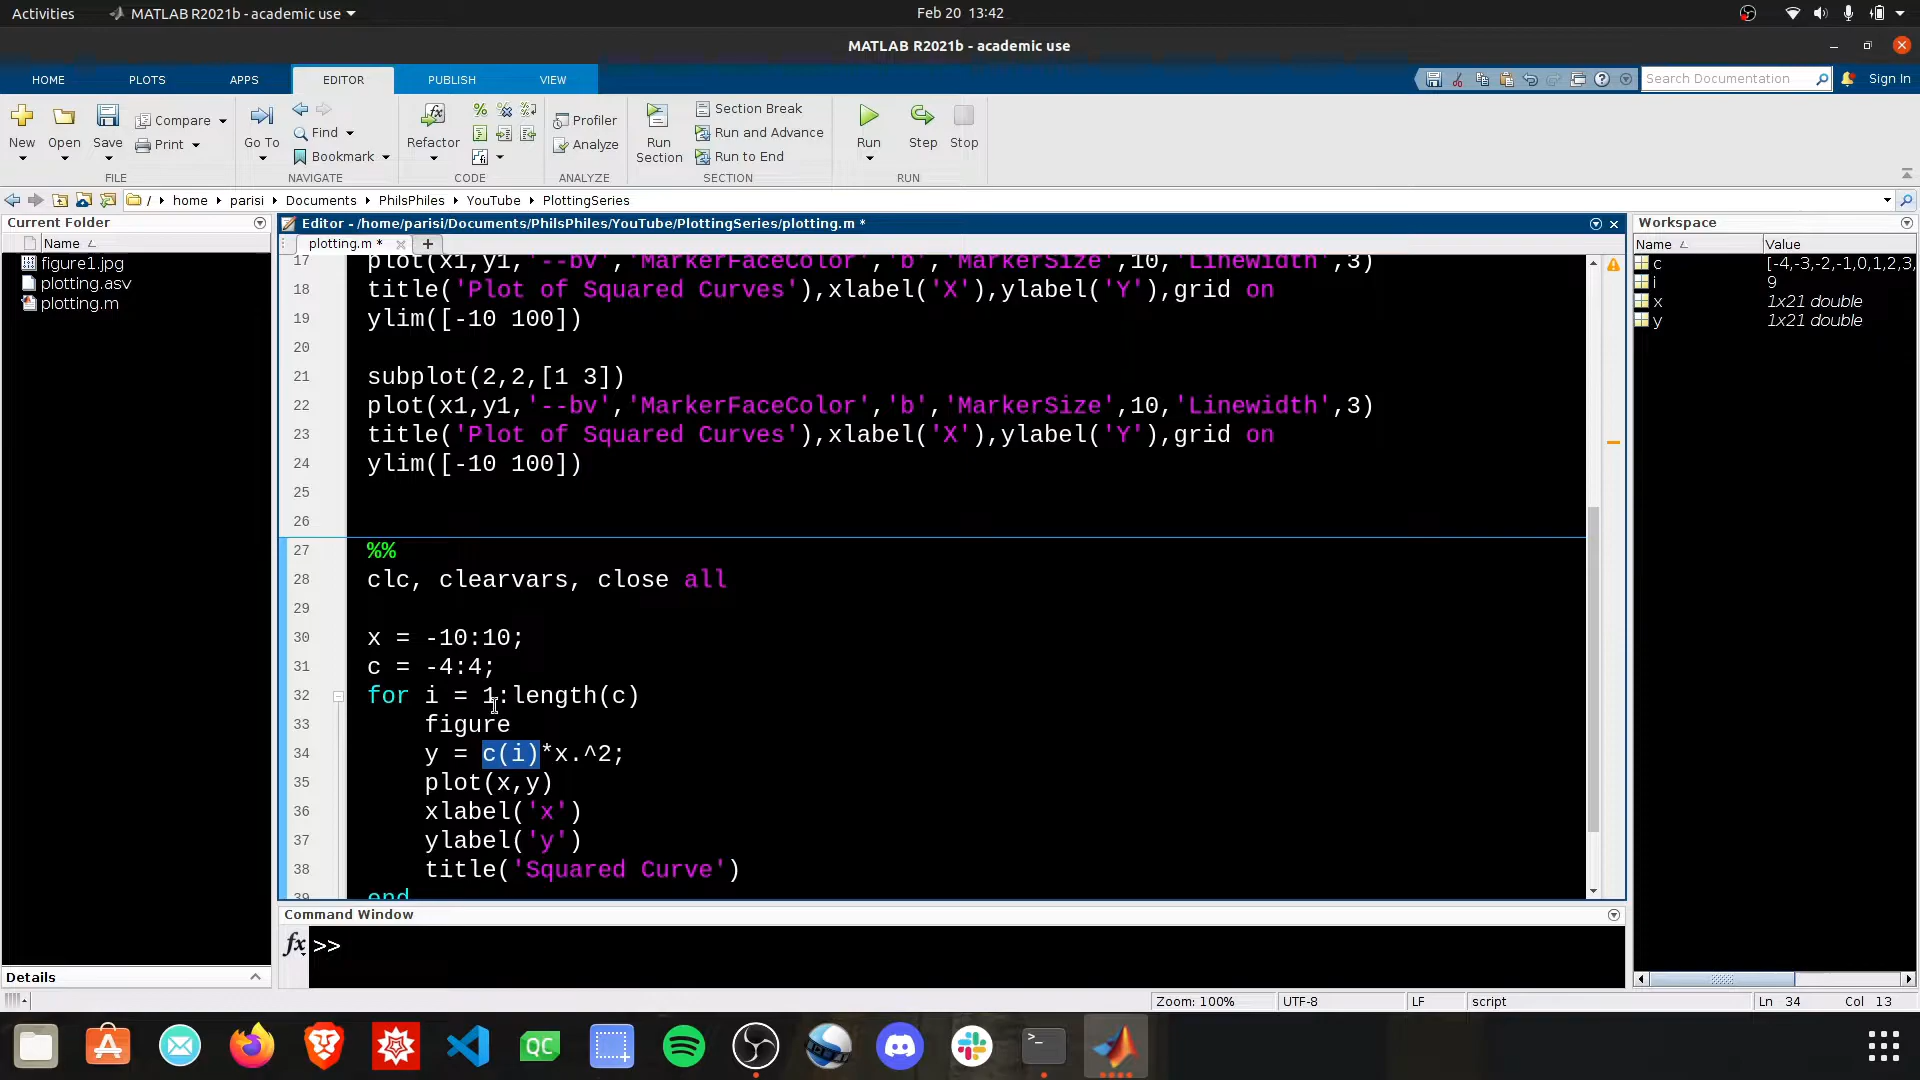 Activities MATLAB R2021b - academic use Feb 20 13:42
MATLAB R2021b - academic use
HOME PLOTS APPS EDITOR PUBLISH VIEW Search Documentation Sign In
New Open Save Compare Print
Go To Find Bookmark
Refactor
Profiler Analyze
Run Section Section Break Run and Advance Run to End
Run Step Stop
FILE NAVIGATE CODE ANALYZE SECTION RUN
/ home parisi Documents PhilsPhiles YouTube PlottingSeries
Current Folder
Name
figure1.jpg
plotting.asv
plotting.m
Details
Editor - /home/parisi/Documents/PhilsPhiles/YouTube/PlottingSeries/plotting.m *
plotting.m *
17 plot(x1,y1,'--bv','MarkerFaceColor','b','MarkerSize',10,'Linewidth',3)
18 title('Plot of Squared Curves'),xlabel('X'),ylabel('Y'),grid on
19 ylim([-10 100])
20
21 subplot(2,2,[1 3])
22 plot(x1,y1,'--bv','MarkerFaceColor','b','MarkerSize',10,'Linewidth',3)
23 title('Plot of Squared Curves'),xlabel('X'),ylabel('Y'),grid on
24 ylim([-10 100])
25
26
27 %%
28 clc, clearvars, close all
29
30 x = -10:10;
31 c = -4:4;
32 for i = 1:length(c)
33 figure
34 y = c(i)*x.^2;
35 plot(x,y)
36 xlabel('x')
37 ylabel('y')
38 title('Squared Curve')
39 end
Command Window
fx >>
Workspace
Name Value
c [-4,-3,-2,-1,0,1,2,3,
i 9
x 1x21 double
y 1x21 double
Zoom: 100% UTF-8 LF script Ln 34 Col 13
QC
>_